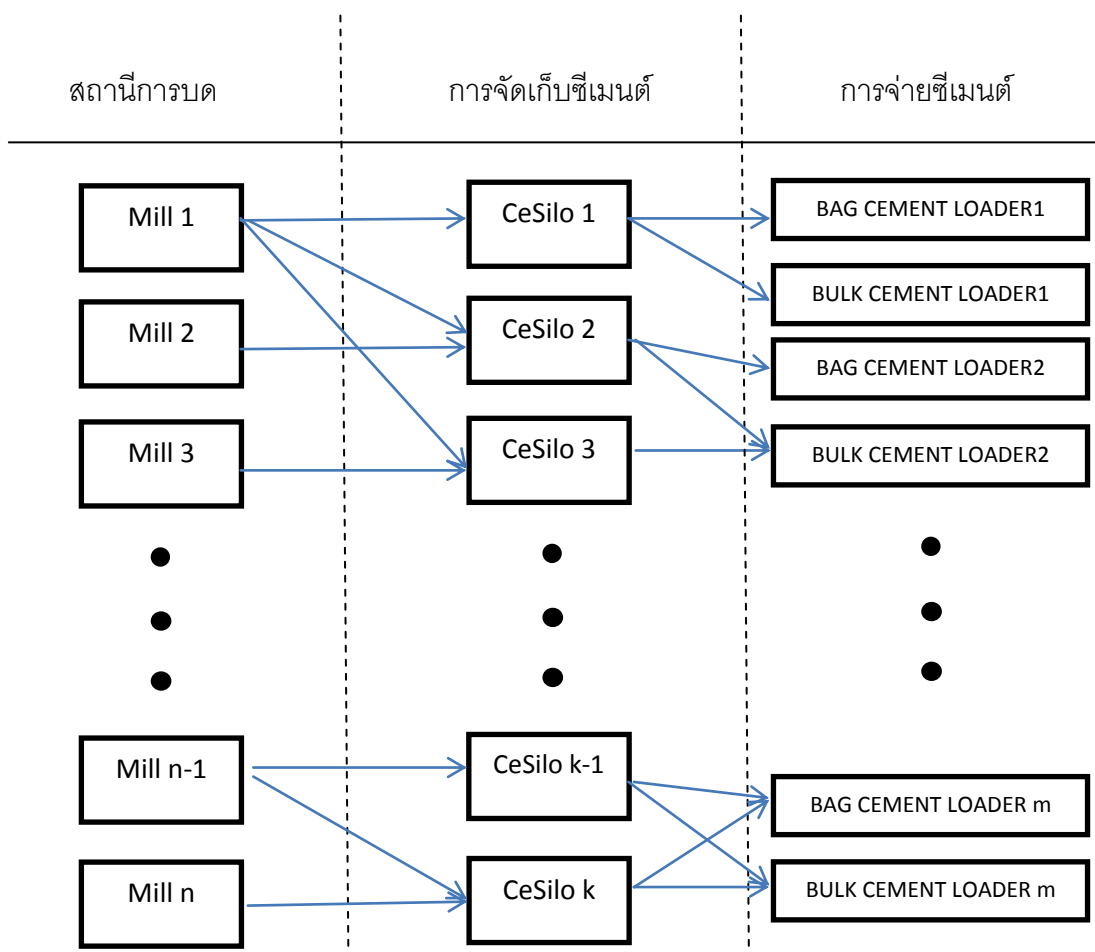 สถานีการบด
การจัดเก็บซีเมนต์
การจ่ายซีเมนต์
Mill 1
CeSilo 1
BAG CEMENT LOADER1
BULK CEMENT LOADER1
Mill 2
CeSilo 2
BAG CEMENT LOADER2
Mill 3
CeSilo 3
BULK CEMENT LOADER2
Mill n-1
CeSilo k-1
BAG CEMENT LOADER m
Mill n
CeSilo k
BULK CEMENT LOADER m